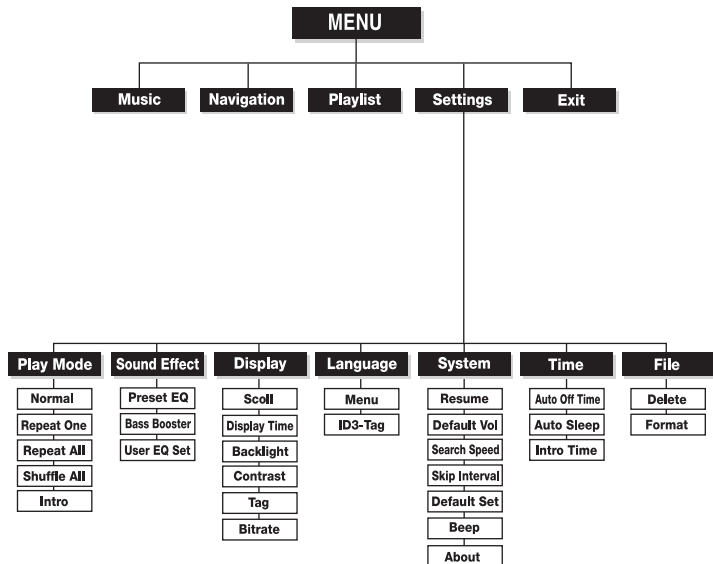 MENU
Music
Navigation
Playlist
Settings
Exit
Play Mode
Normal
Repeat One
Repeat All
Shuffle All
Intro
Sound Effect
Preset EQ
Bass Booster
User EQ Set
Display
Scoll
Display Time
Backlight
Contrast
Tag
Bitrate
Language
Menu
ID3-Tag
System
Resume
Default Vol
Search Speed
Skip Interval
Default Set
Beep
About
Time
Auto Off Time
Auto Sleep
Intro Time
File
Delete
Format